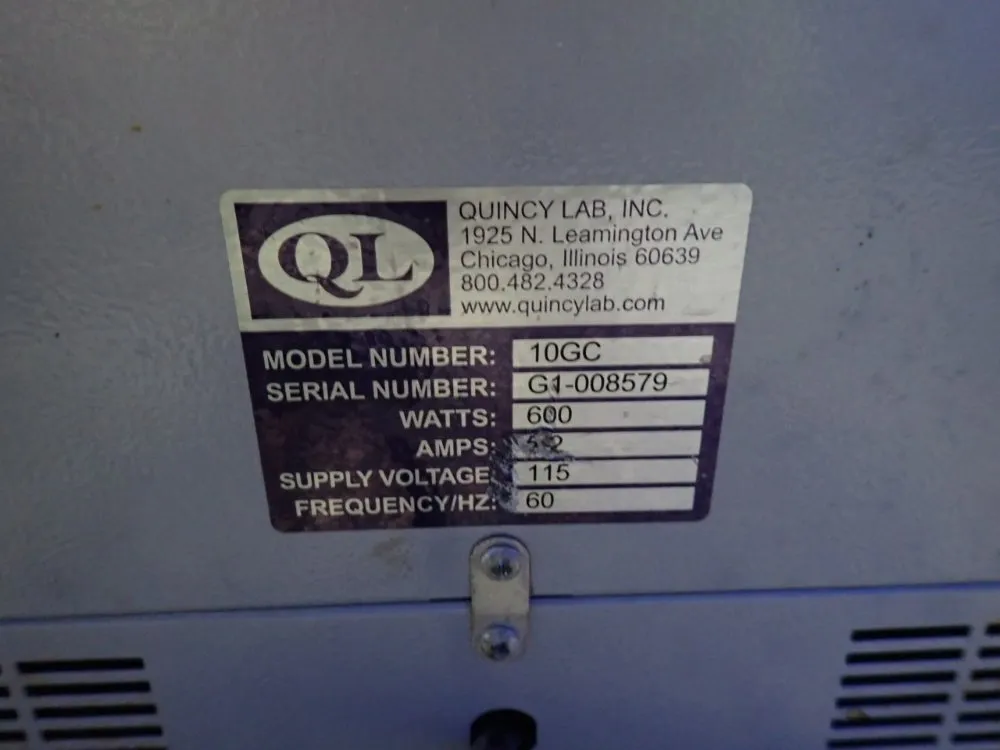 QL
QUINCY LAB, INC.
1925 N. Leamington Ave
Chicago, Illinois 60639
800.482.4328
www.quincylab.com
MODEL NUMBER: 10GC
SERIAL NUMBER: G1-008579
WATTS: 600
AMPS:
SUPPLY VOLTAGE: 115
FREQUENCY/HZ: 60